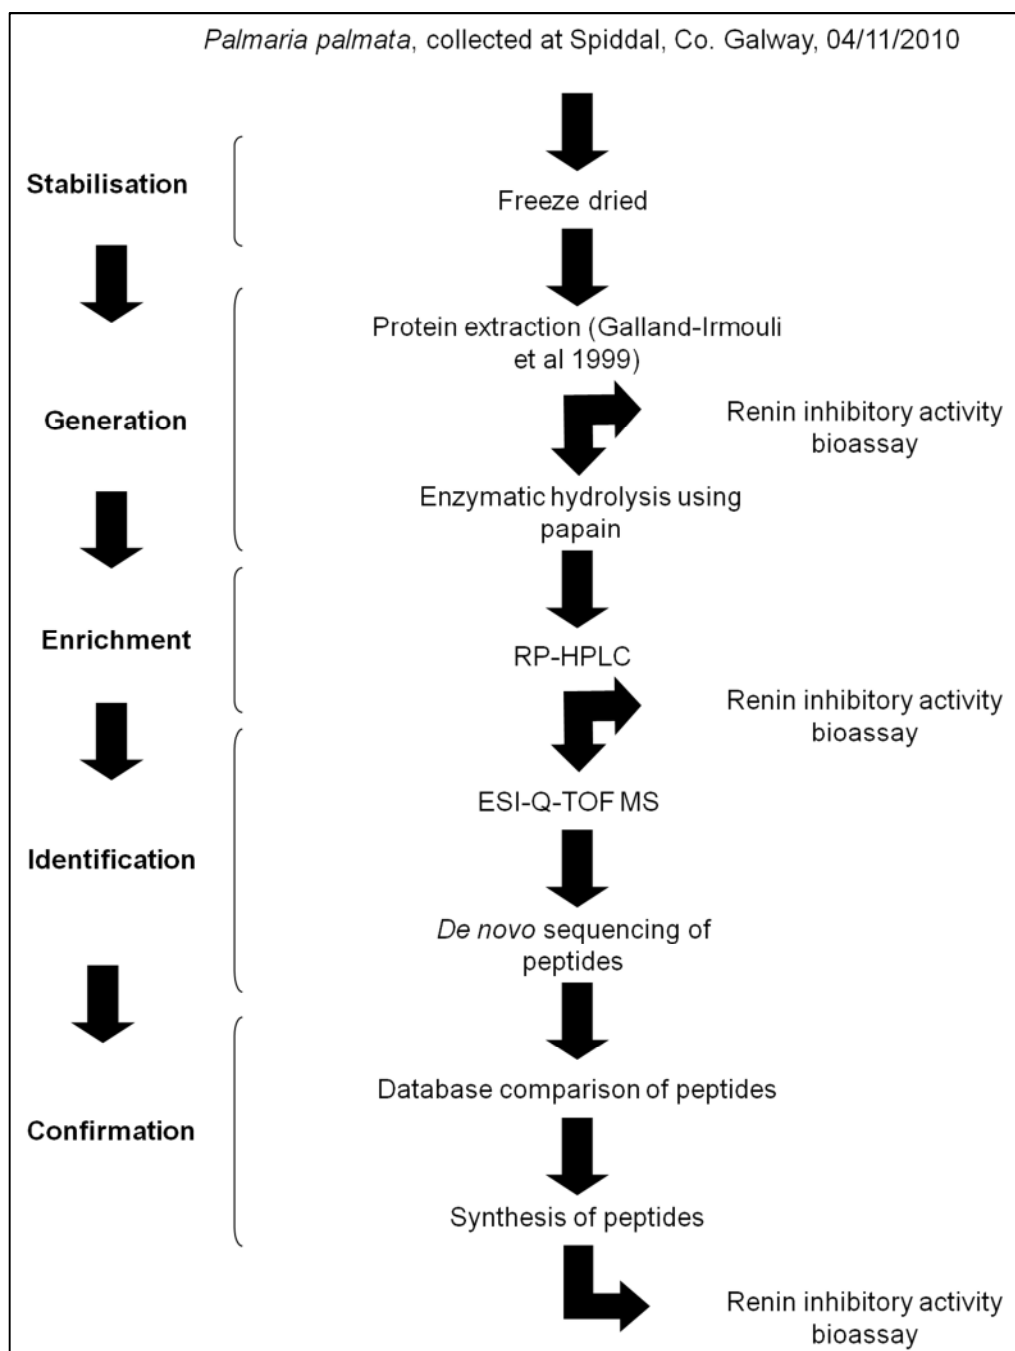 Palmaria palmata, collected at Spiddal, Co. Galway, 04/11/2010
Stabilisation
Freeze dried
Protein extraction (Galland-Irmouli
et al 1999)
Generation
Renin inhibitory activity
bioassay
Enzymatic hydrolysis using
papain
Enrichment
RP-HPLC
Renin inhibitory activity
bioassay
ESI-Q-TOF MS
Identification
De novo sequencing of
peptides
Database comparison of peptides
Confirmation
Synthesis of peptides
Renin inhibitory activity
bioassay